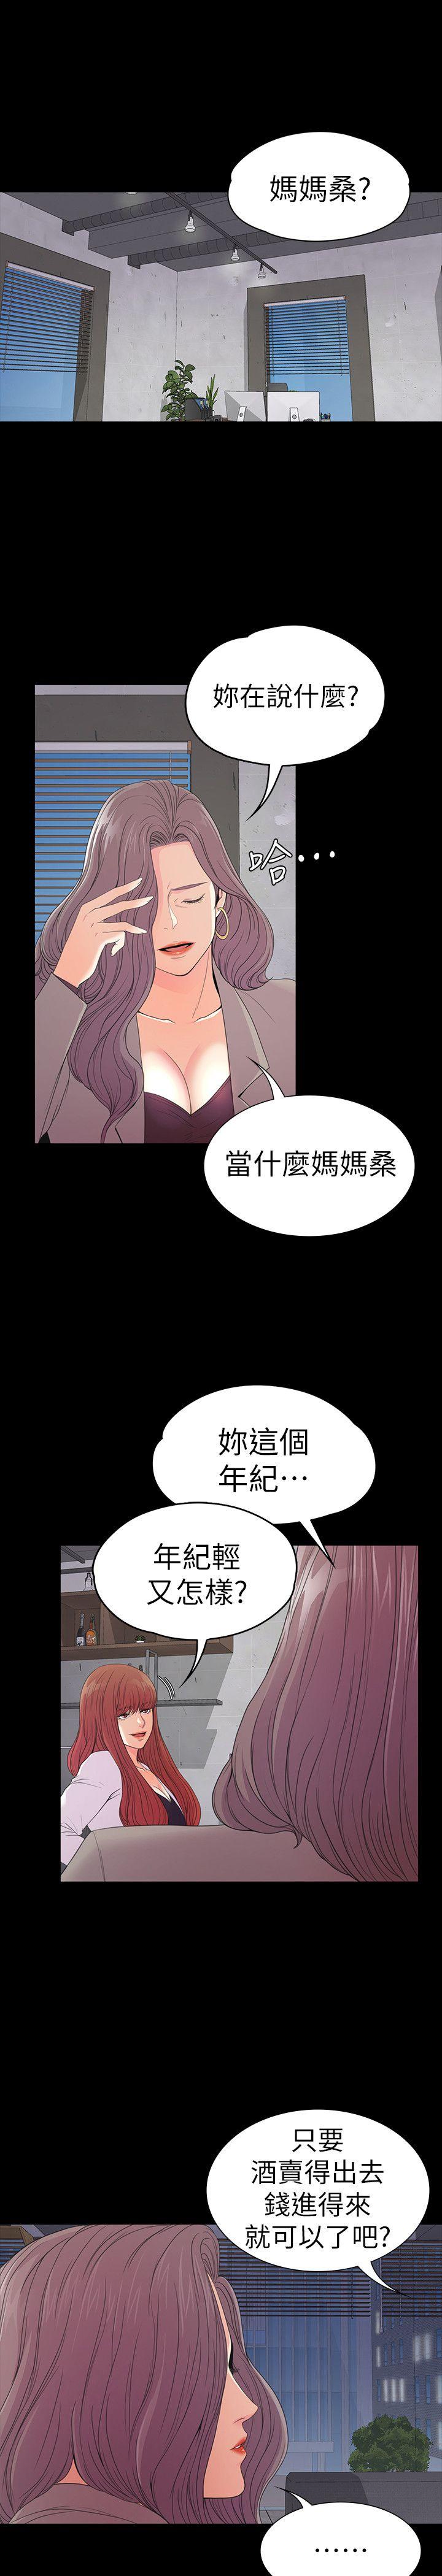 媽媽桑?
妳在說什麼?
哈…
當什麼媽媽桑
妳這個
年紀…
年紀輕
又怎樣?
只要
酒賣得出去
錢進得來
就可以了吧?
……